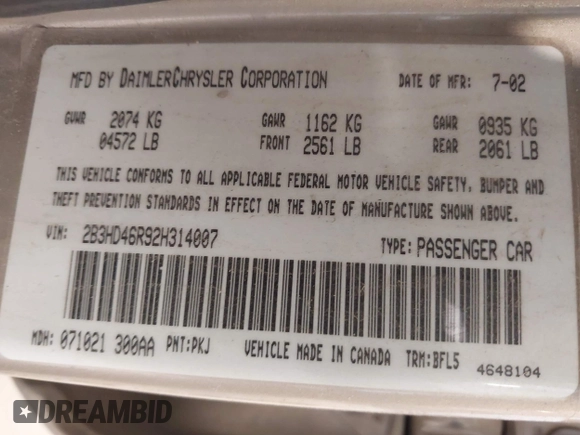 MFD BY DAIMLERCHRYSLER CORPORATION DATE OF MFR: 7-02
GVWR 2074 KG GAWR 1162 KG GAWR 0935 KG
04572 LB FRONT 2561 LB REAR 2061 LB
THIS VEHICLE CONFORMS TO ALL APPLICABLE FEDERAL MOTOR VEHICLE SAFETY, BUMPER AND
THEFT PREVENTION STANDARDS IN EFFECT ON THE DATE OF MANUFACTURE SHOWN ABOVE.
VIN: 2B3HD46R92H314007 TYPE: PASSENGER CAR
MDH: 071021 300AA PNT: PKJ VEHICLE MADE IN CANADA TRM: BFL5
4648104
DREAMBID